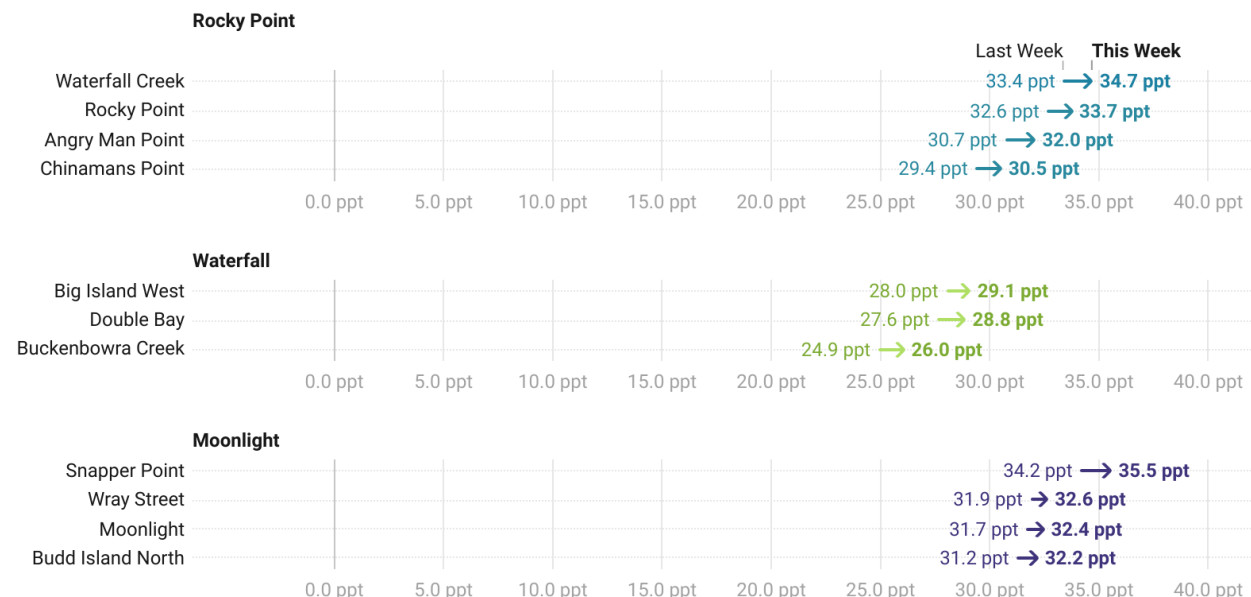 Rocky Point
Last Week This Week
Waterfall Creek 33.4 ppt 34.7 ppt
Rocky Point 32.6 ppt 33.7 ppt
Angry Man Point 30.7 ppt 32.0 ppt
Chinamans Point 29.4 ppt 30.5 ppt
0.0 ppt 5.0 ppt 10.0 ppt 15.0 ppt 20.0 ppt 25.0 ppt 30.0 ppt 35.0 ppt 40.0 ppt
Waterfall
Big Island West 28.0 ppt 29.1 ppt
Double Bay 27.6 ppt 28.8 ppt
Buckenbowra Creek 24.9 ppt 26.0 ppt
0.0 ppt 5.0 ppt 10.0 ppt 15.0 ppt 20.0 ppt 25.0 ppt 30.0 ppt 35.0 ppt 40.0 ppt
Moonlight
Snapper Point 34.2 ppt 35.5 ppt
Wray Street 31.9 ppt 32.6 ppt
Moonlight 31.7 ppt 32.4 ppt
Budd Island North 31.2 ppt 32.2 ppt
0.0 ppt 5.0 ppt 10.0 ppt 15.0 ppt 20.0 ppt 25.0 ppt 30.0 ppt 35.0 ppt 40.0 ppt